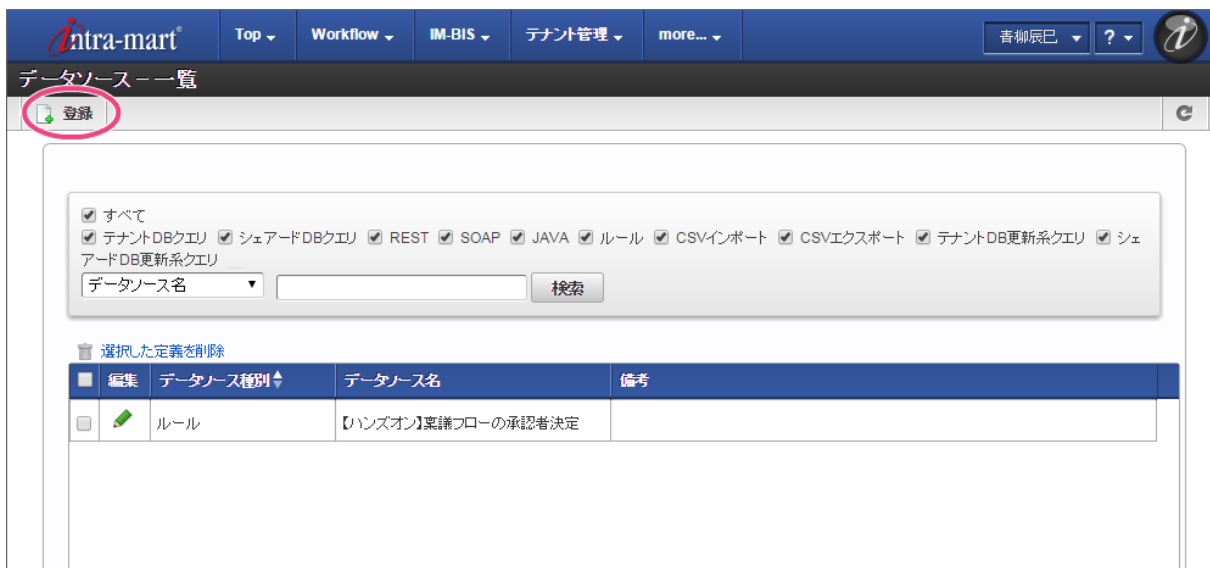 intra-mart® Top Workflow IM-BIS テナント管理 more... 青柳辰巳 ?
データソース - 一覧
登録
すべて
テナントDBクエリ シェアードDBクエリ REST SOAP JAVA ルール CSVインポート CSVエクスポート テナントDB更新系クエリ シェ
アードDB更新系クエリ
データソース名 検索
選択した定義を削除
編集 データソース種別 データソース名 備考
ルール 【ハンズオン】稟議フローの承認者決定